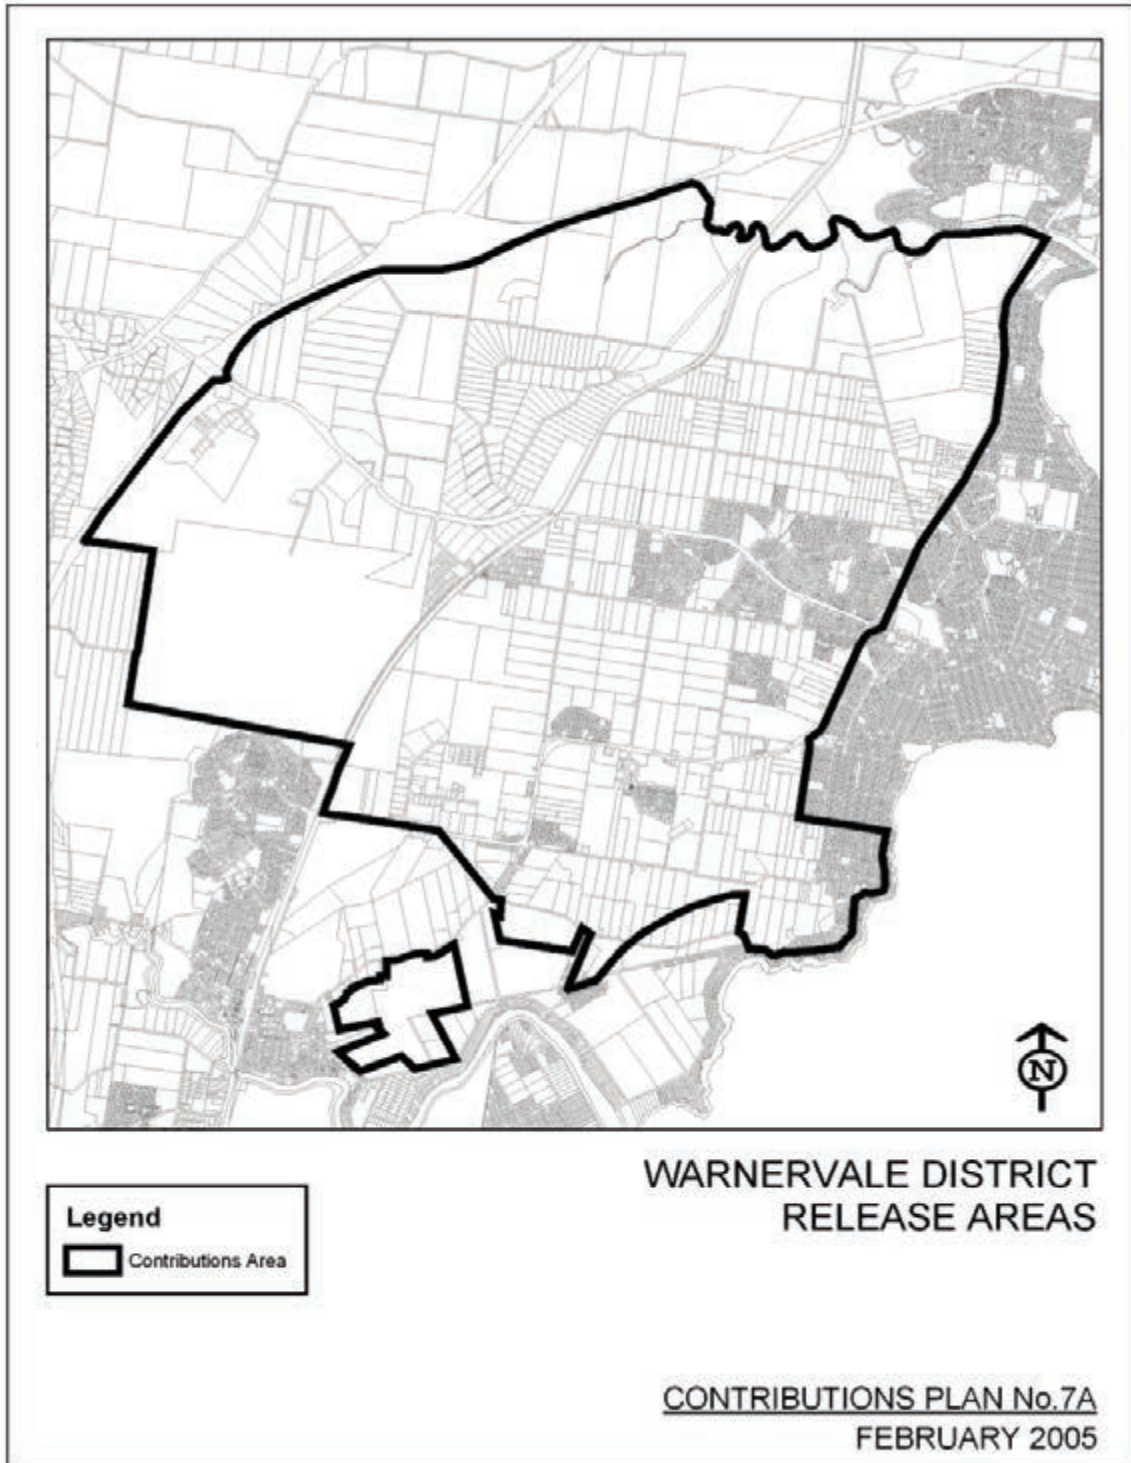 N
WARNERVALE DISTRICT
RELEASE AREAS
Legend
Contributions Area
CONTRIBUTIONS PLAN No.7A
FEBRUARY 2005